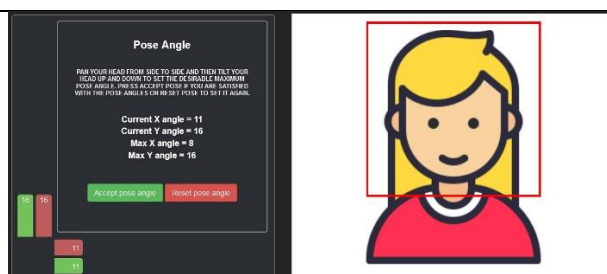 Pose Angle
PAN YOUR HEAD FROM SIDE TO SIDE AND THEN TILT YOUR
HEAD UP AND DOWN TO SET THE DESIRABLE MAXIMUM
POSE ANGLE. PRESS ACCEPT POSE IF YOU ARE SATISFIED
WITH THE POSE ANGLES ON RESET POSE TO SET IT AGAIN.
Current X angle = 11
Current Y angle = 16
Max X angle = 8
Max Y angle = 16
Accept pose angle Reset pose angle
16 16
11
11